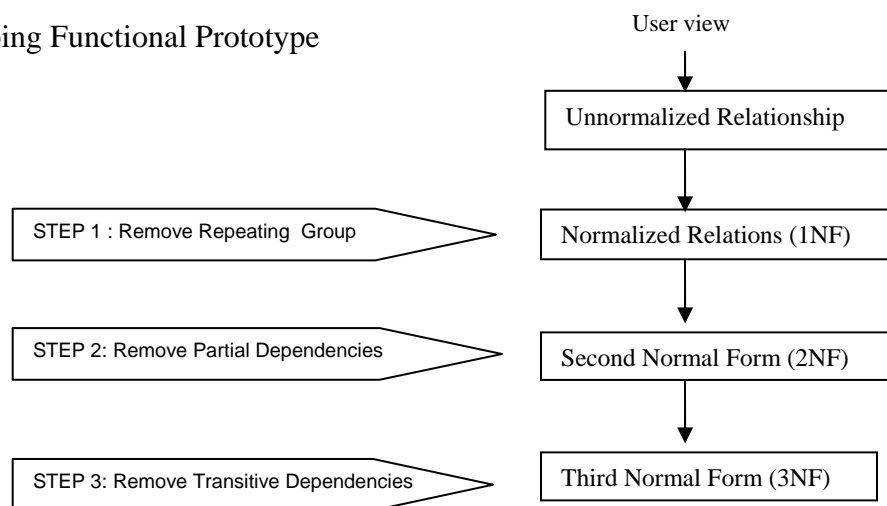 User view
ing Functional Prototype
Unnormalized Relationship
STEP 1 : Remove Repeating Group
Normalized Relations (1NF)
STEP 2: Remove Partial Dependencies
Second Normal Form (2NF)
STEP 3: Remove Transitive Dependencies
Third Normal Form (3NF)